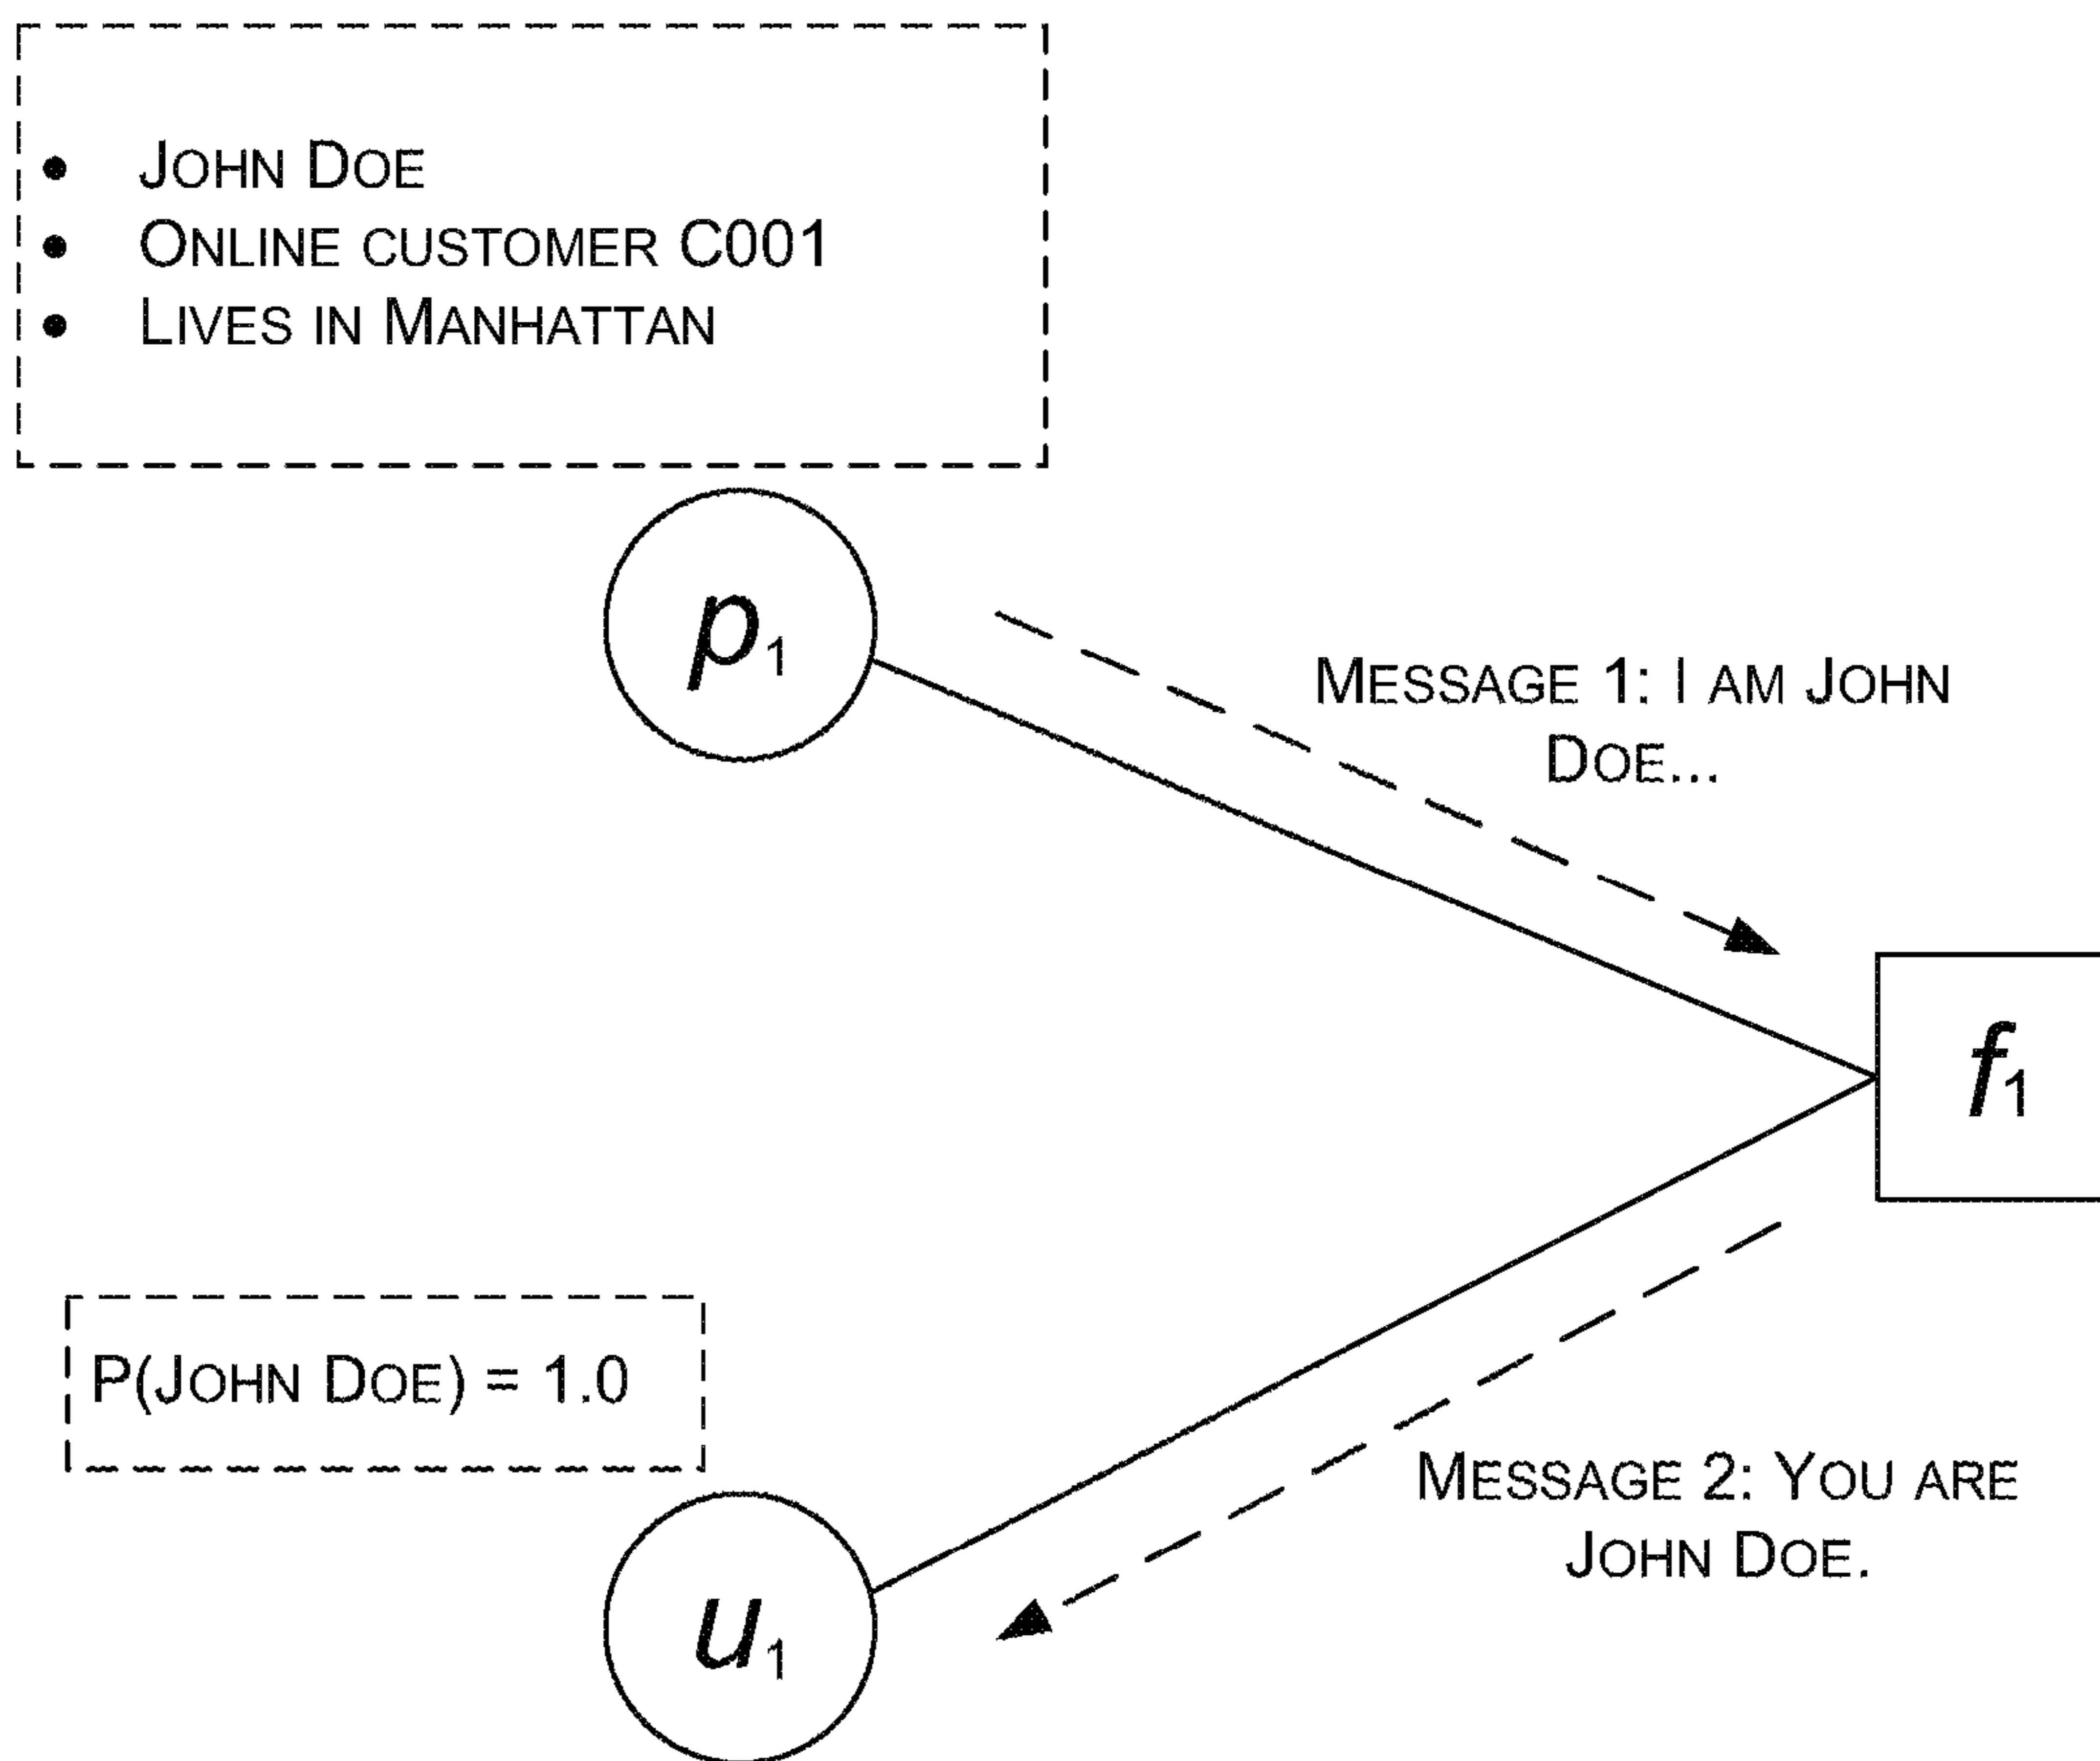 • JOHN DOE
• ONLINE CUSTOMER C001
• LIVES IN MANHATTAN
p1
MESSAGE 1: I AM JOHN
DOE...
f1
P(JOHN DOE) = 1.0
MESSAGE 2: YOU ARE
JOHN DOE.
u1